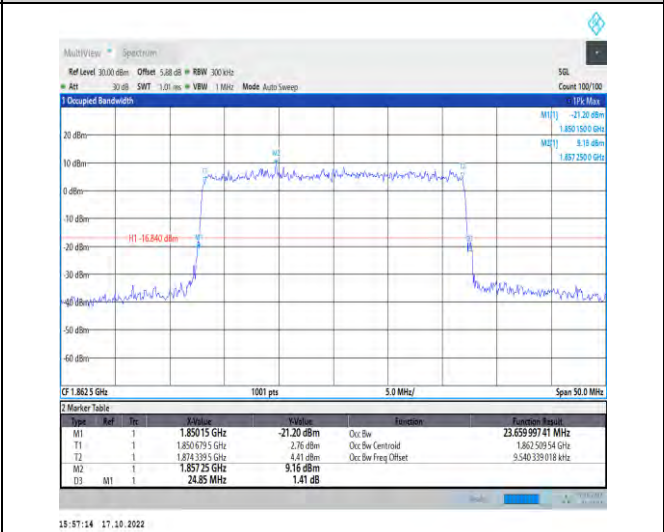 MultiView Spectrum
Ref Level 30.00 dBm Offset 5.88 dB RBW 300 kHz SGL
Att 30 dB SWT 1.01 ms VBW 1 MHz Mode Auto Sweep Count 100/100
1 Occupied Bandwidth 1Pk Max
M1[1] -21.20 dBm
1.850 150 0 GHz
20 dBm
M2[1] 9.16 dBm
1.857 250 0 GHz
M2
10 dBm
T1
0 dBm
-10 dBm
H1 -16.840 dBm
M1
-20 dBm
-30 dBm
-40 dBm
-50 dBm
-60 dBm
CF 1.862 5 GHz 1001 pts 5.0 MHz/ Span 50.0 MHz
2 Marker Table
Type Ref Trc X-Value Y-Value Function Function Result
M1 1 1.850 15 GHz -21.20 dBm Occ Bw 23.659 997 41 MHz
T1 1 1.850 679 5 GHz 2.76 dBm Occ Bw Centroid 1.862 509 54 GHz
T2 1 1.874 339 5 GHz 4.41 dBm Occ Bw Freq Offset 9.540 339 018 kHz
M2 1 1.857 25 GHz 9.16 dBm
D3 M1 1 24.85 MHz 1.41 dB
15:57:14 17.10.2022